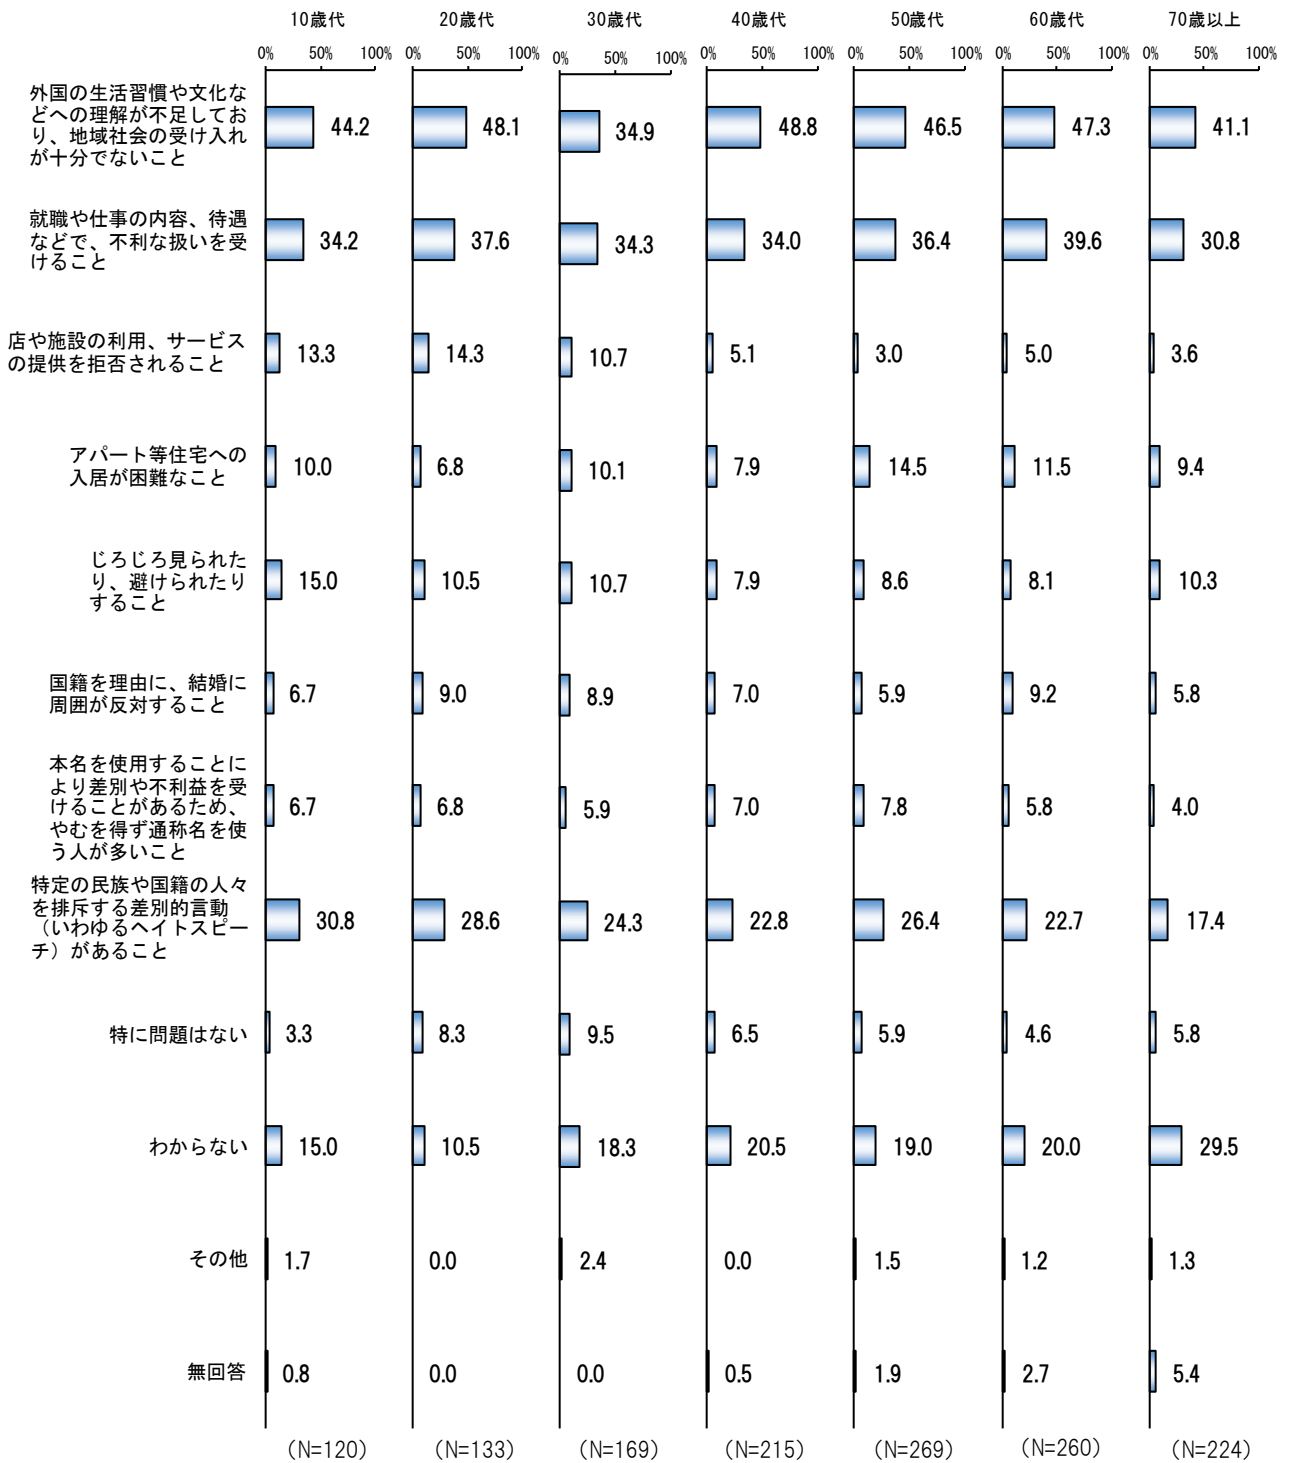 10歳代 20歳代 30歳代 40歳代 50歳代 60歳代 70歳以上
0% 50% 100% 0% 50% 100% 0% 50% 100% 0% 50% 100% 0% 50% 100% 0% 50% 100% 0% 50% 100%
外国の生活習慣や文化な
どへの理解が不足してお
り、地域社会の受け入れ
が十分でないこと
44.2 48.1 34.9 48.8 46.5 47.3 41.1
就職や仕事の内容、待遇
などで、不利な扱いを受
けること
34.2 37.6 34.3 34.0 36.4 39.6 30.8
店や施設の利用、サービス
の提供を拒否されること
13.3 14.3 10.7 5.1 3.0 5.0 3.6
アパート等住宅への
入居が困難なこと
10.0 6.8 10.1 7.9 14.5 11.5 9.4
じろじろ見られた
り、避けられたり
すること
15.0 10.5 10.7 7.9 8.6 8.1 10.3
国籍を理由に、結婚に
周囲が反対すること
6.7 9.0 8.9 7.0 5.9 9.2 5.8
本名を使用することに
より差別や不利益を受
けることがあるため、
やむを得ず通称名を使
う人が多いこと
6.7 6.8 5.9 7.0 7.8 5.8 4.0
特定の民族や国籍の人々
を排斥する差別的言動
（いわゆるヘイトスピー
チ）があること
30.8 28.6 24.3 22.8 26.4 22.7 17.4
特に問題はない
3.3 8.3 9.5 6.5 5.9 4.6 5.8
わからない
15.0 10.5 18.3 20.5 19.0 20.0 29.5
その他
1.7 0.0 2.4 0.0 1.5 1.2 1.3
無回答
0.8 0.0 0.0 0.5 1.9 2.7 5.4
（N=120） （N=133） （N=169） （N=215） （N=269） （N=260） （N=224）